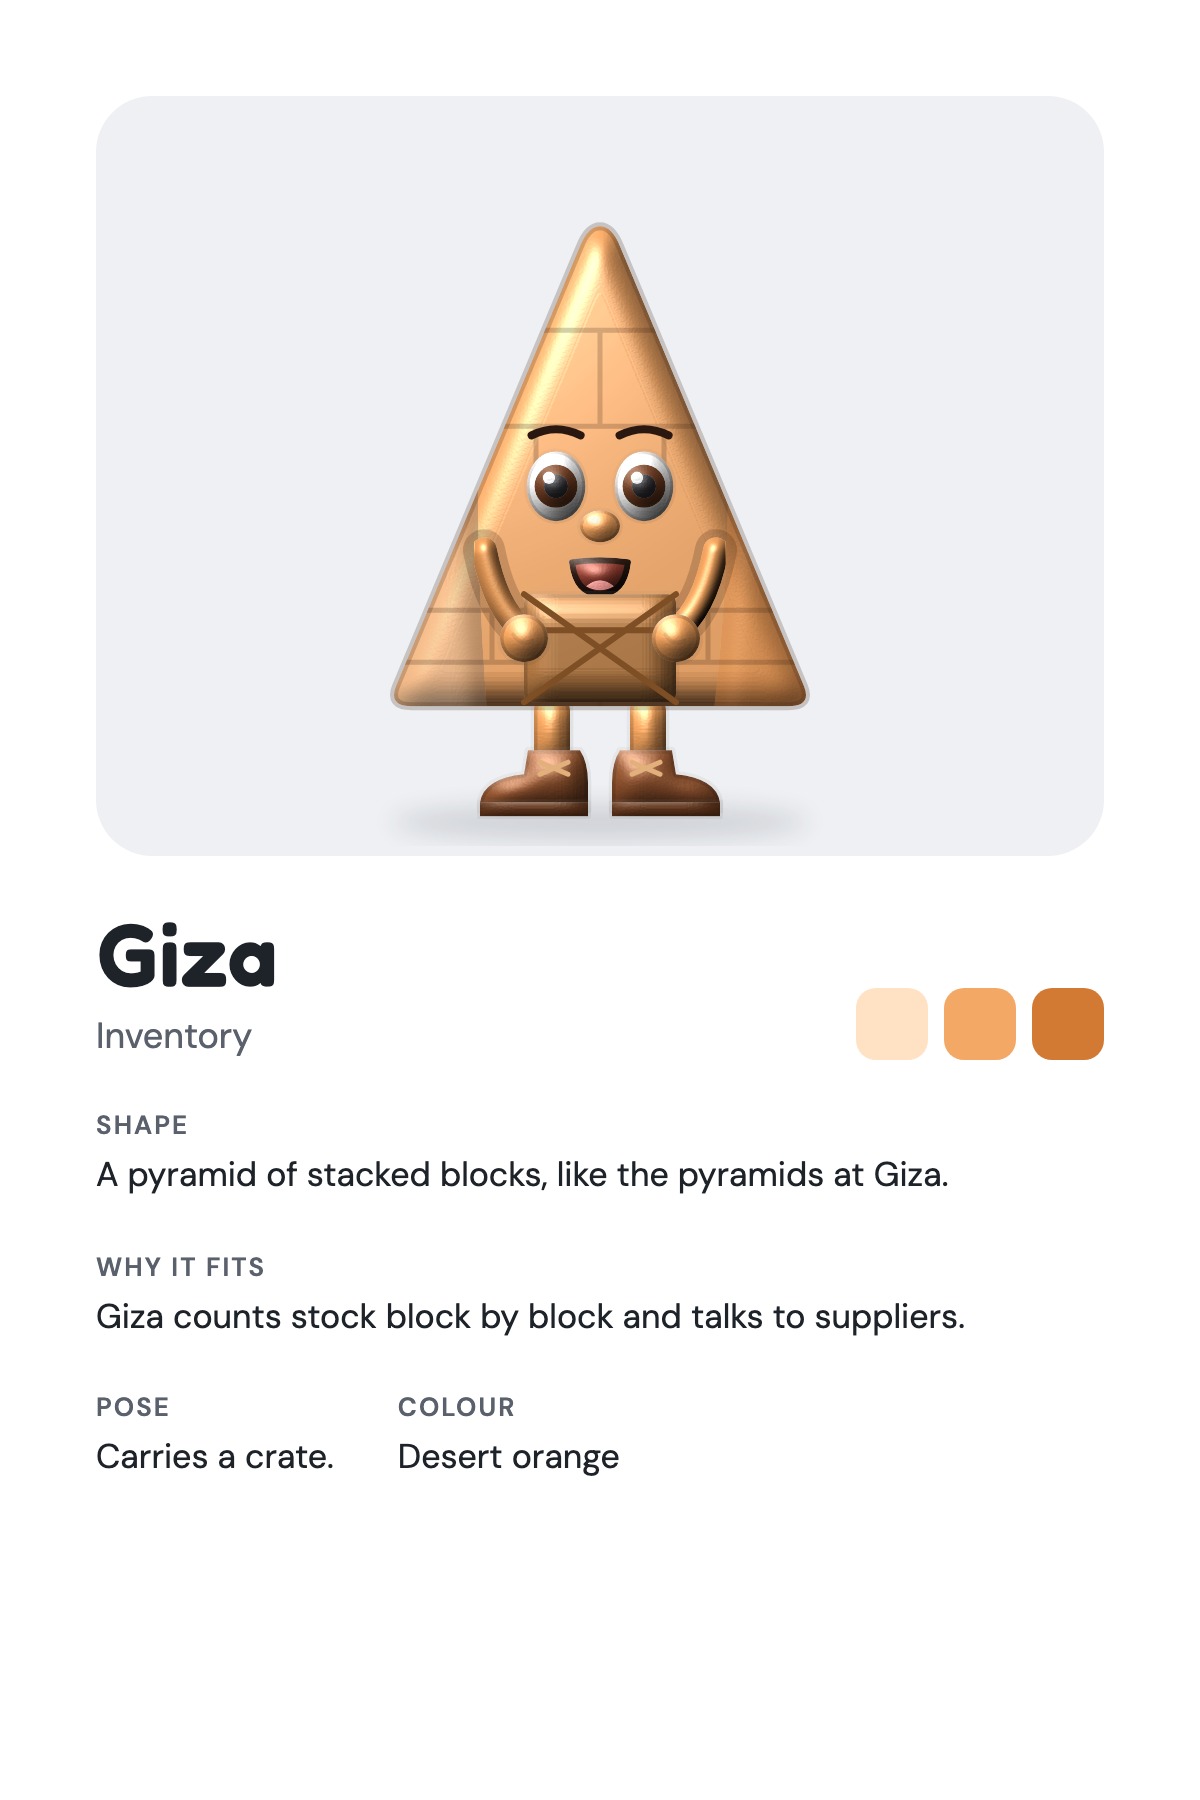 Giza
Inventory
SHAPE
A pyramid of stacked blocks, like the pyramids at Giza.
WHY IT FITS
Giza counts stock block by block and talks to suppliers.
POSE
Carries a crate.
COLOUR
Desert orange